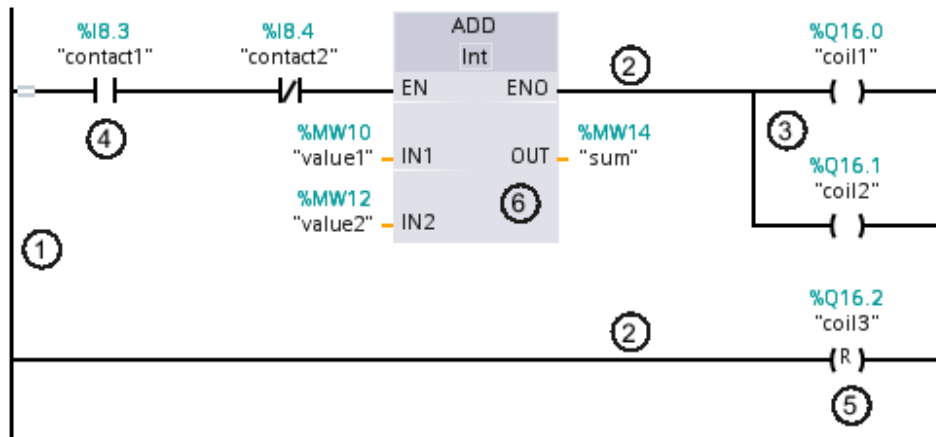 %I8.3
"contact1"
%I8.4
"contact2"
ADD
Int
EN
ENO
2
%Q16.0
"coil1"
4
%MW10
"value1"
IN1
OUT
%MW14
"sum"
3
%MW12
"value2"
IN2
6
%Q16.1
"coil2"
1
2
%Q16.2
"coil3"
R
5